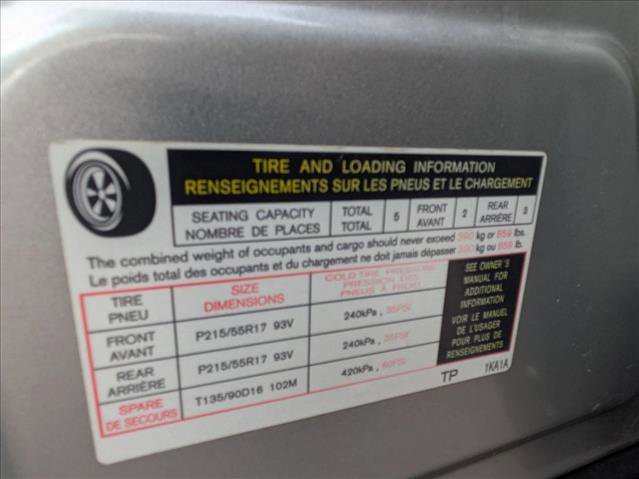 TIRE AND LOADING INFORMATION
RENSEIGNEMENTS SUR LES PNEUS ET LE CHARGEMENT
SEATING CAPACITY TOTAL 5 FRONT 2 REAR 3
NOMBRE DE PLACES TOTAL AVANT ARRIÈRE
The combined weight of occupants and cargo should never exceed 390 kg or 859 lbs.
Le poids total des occupants et du chargement ne doit jamais dépasser 390 kg ou 859 lb.
TIRE SIZE COLD TIRE PRESSURE
PNEU DIMENSIONS PRESSION DES
PNEUS À FROID
FRONT P215/55R17 93V 240kPa, 35PSI
AVANT
REAR P215/55R17 93V 240kPa, 35PSI
ARRIÈRE
SPARE T135/90D16 102M 420kPa, 60PSI
DE SECOURS
SEE OWNER'S
MANUAL FOR
ADDITIONAL
INFORMATION
VOIR LE MANUEL
DE L'USAGER
POUR PLUS DE
RENSEIGNEMENTS
TP 1KA1A